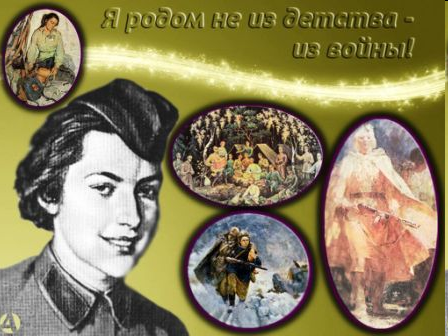 Я родом не из детства -
из войны!